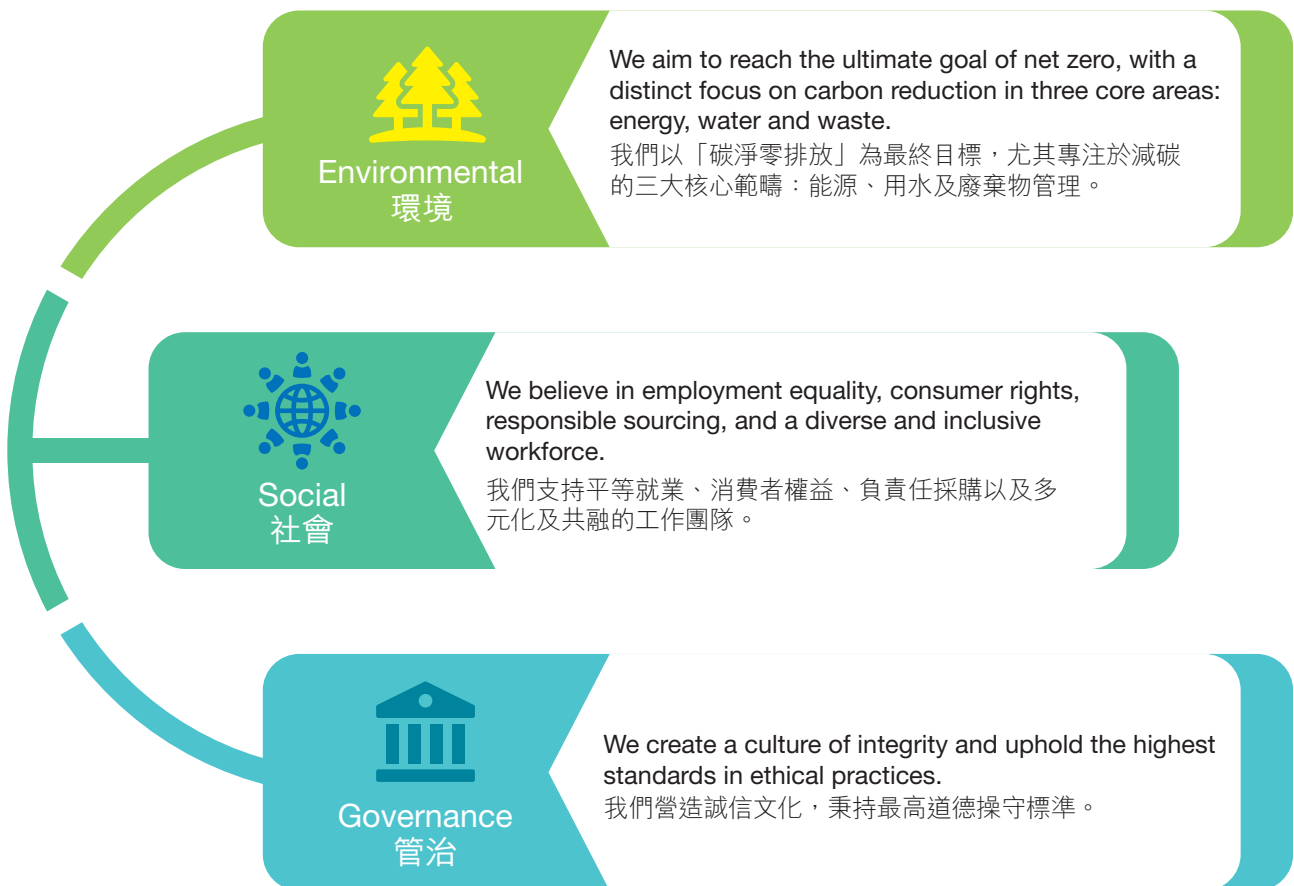 Environmental
環境
We aim to reach the ultimate goal of net zero, with a
distinct focus on carbon reduction in three core areas:
energy, water and waste.
我們以「碳淨零排放」為最終目標，尤其專注於減碳
的三大核心範疇：能源、用水及廢棄物管理。
Social
社會
We believe in employment equality, consumer rights,
responsible sourcing, and a diverse and inclusive
workforce.
我們支持平等就業、消費者權益、負責任採購以及多
元化及共融的工作團隊。
Governance
管治
We create a culture of integrity and uphold the highest
standards in ethical practices.
我們營造誠信文化，秉持最高道德操守標準。